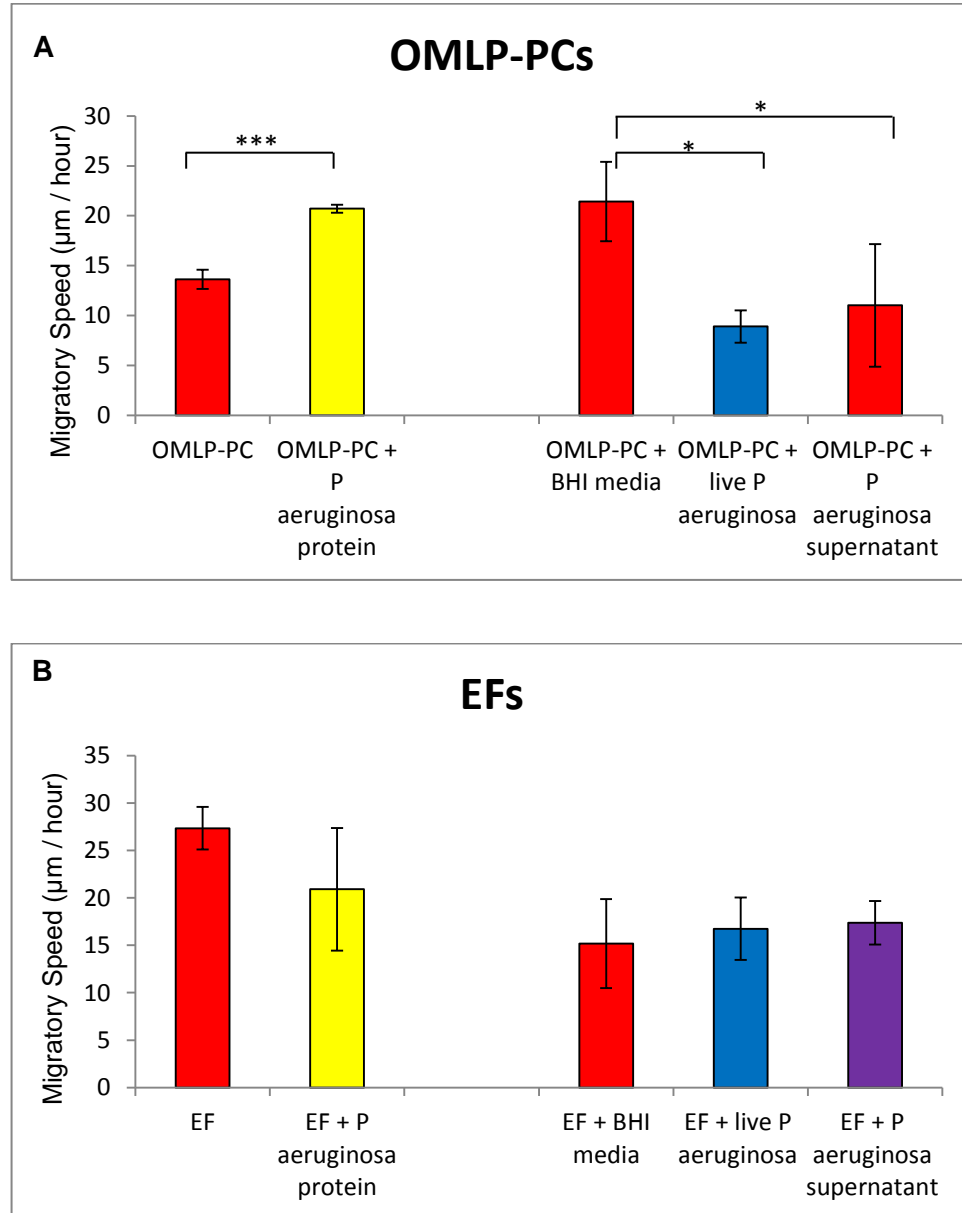 A
OMLP-PCs
Migratory Speed (µm / hour)
30
25
20
15
10
5
0
***
*
*
OMLP-PC
OMLP-PC +
P
aeruginosa
protein
OMLP-PC +
BHI media
OMLP-PC +
live P
aeruginosa
OMLP-PC +
P
aeruginosa
supernatant
B
EFs
Migratory Speed (µm / hour)
35
30
25
20
15
10
5
0
EF
EF + P
aeruginosa
protein
EF + BHI
media
EF + live P
aeruginosa
EF + P
aeruginosa
supernatant